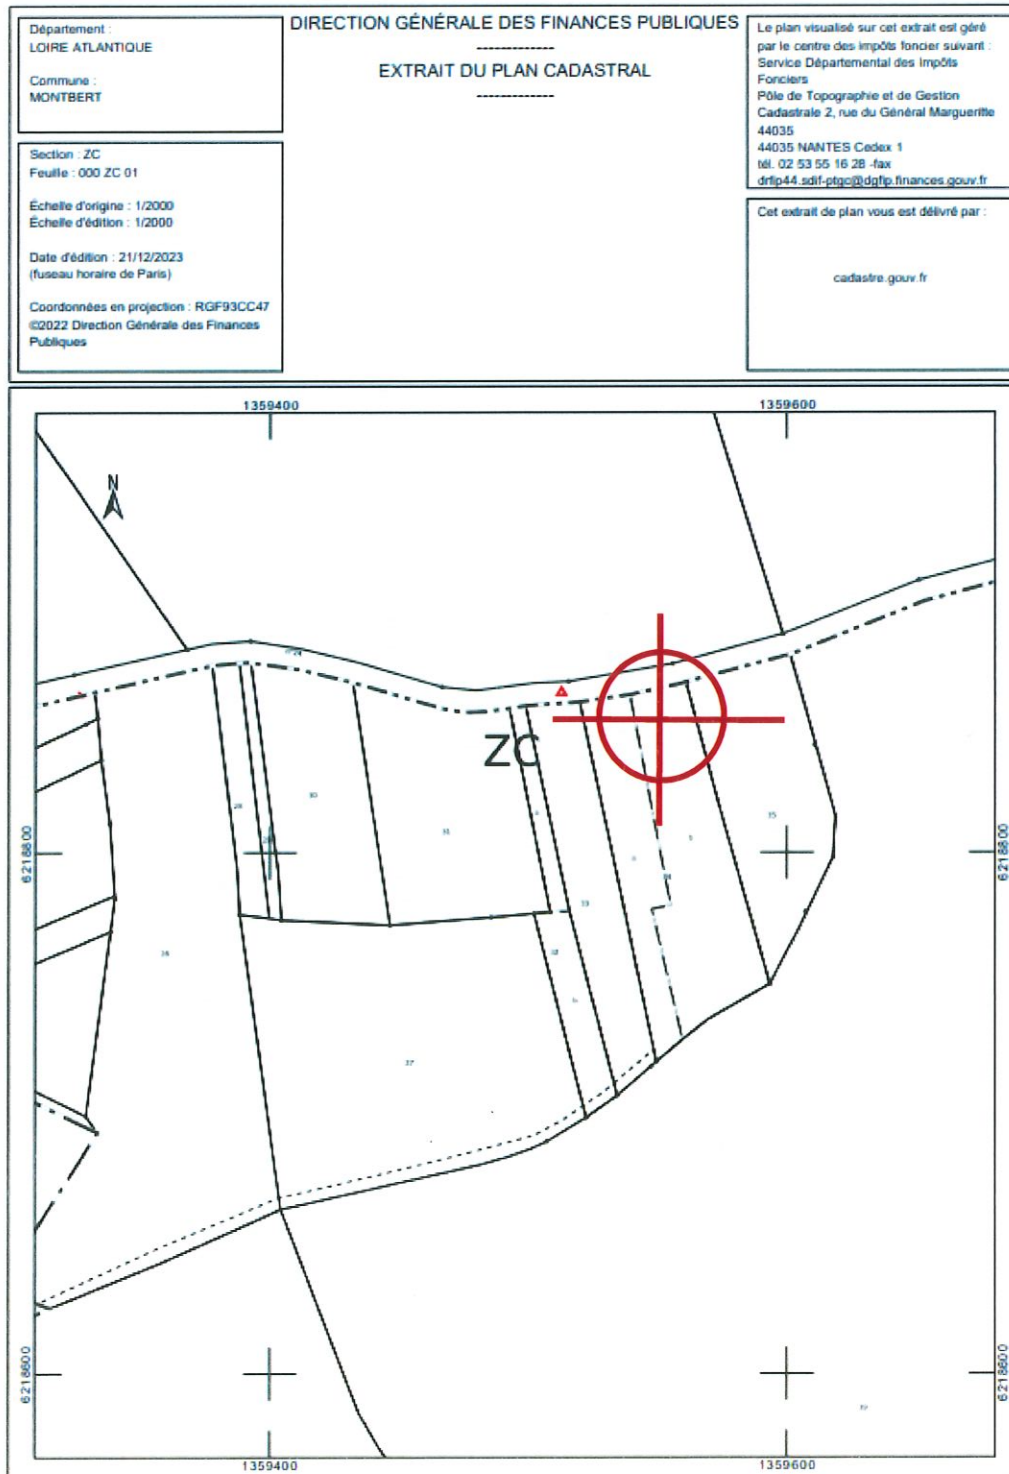 Département :
LOIRE ATLANTIQUE
Commune :
MONTBERT
Section : ZC
Feuille : 000 ZC 01
Échelle d'origine : 1/2000
Échelle d'édition : 1/2000
Date d'édition : 21/12/2023
(fuseau horaire de Paris)
Coordonnées en projection : RGF93CC47
©2022 Direction Générale des Finances
Publiques
DIRECTION GÉNÉRALE DES FINANCES PUBLIQUES
-------------
EXTRAIT DU PLAN CADASTRAL
-------------
Le plan visualisé sur cet extrait est géré
par le centre des impôts foncier suivant :
Service Départemental des Impôts
Fonciers
Pôle de Topographie et de Gestion
Cadastrale 2, rue du Général Margueritte
44035
44035 NANTES Cedex 1
tél. 02 53 55 16 28 -fax
drfip44.sdif-ptgc@dgfip.finances.gouv.fr
Cet extrait de plan vous est délivré par :
cadastre.gouv.fr
1359400
1359600
N
ZC
30
31
35
6218800
6218800
37
6218600
6218600
1359400
1359600